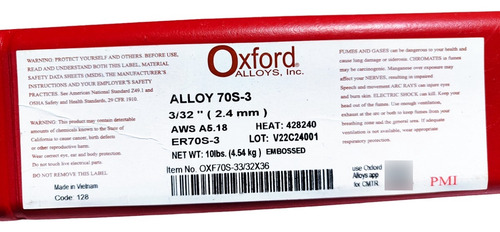 WARNING: PROTECT YOURSELF AND OTHERS. BEFORE USE,
READ AND UNDERSTAND BOTH THIS LABEL, MATERIAL
SAFETY DATA SHEETS (MSDS), THE MANUFACTURER'S
INSTRUCTIONS AND YOUR EMPLOYER'S SAFETY
PRACTICES. See American National Standard Z49.1 and
OSHA Safety and Health Standards, 29 CFR 1910.
WARNING: This product contains detectable
amounts of chemicals known to the State of
California to cause cancer, birth defects,
or other reproductive harm.
Wear correct eye, ear and body protection.
Do not touch live electrical parts.
DO NOT REMOVE THIS LABEL
Made in Vietnam
Code: 128
Oxford®
ALLOYS, Inc.
ALLOY 70S-3
3/32 " ( 2.4 mm )
AWS A5.18 HEAT: 428240
ER70S-3 LOT: V22C24001
NET WT: 10lbs. (4.54 kg) EMBOSSED
Item No. OXF70S-33/32X36
FUMES AND GASES can be dangerous to your health and
cause lung damage or sickness. CHROMATES in fumes
may be carcinogenic. Manganese over exposure may
affect your NERVES, resulting in impaired
Speech and movement ARC RAYS can injure eyes
and burn skin. ELECTRIC SHOCK can kill. Keep your
head out of the fumes. Use enough ventilation,
exhaust at the arc or both to keep fumes from your
breathing zone and the general area. If adequate
ventilation is not available, wear appropriate
respiratory protection.
use Oxford
Alloys app
for CMTR.
PMI